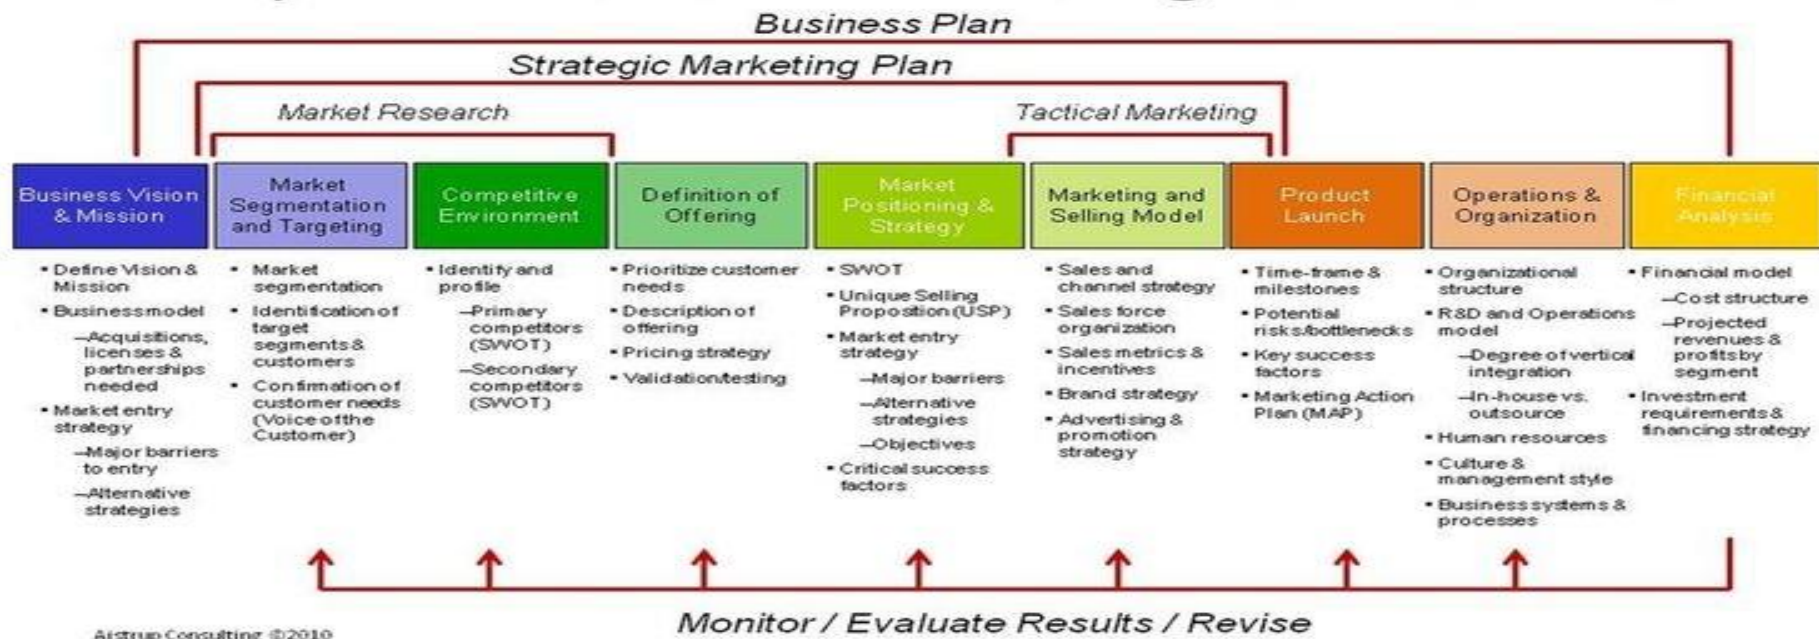 Business Plan
Strategic Marketing Plan
Market Research
Tactical Marketing
Business Vision
& Mission
Market
Segmentation
and Targeting
Competitive
Environment
Definition of
Offering
Market
Positioning &
Strategy
Marketing and
Selling Model
Product
Launch
Operations &
Organization
Financial
Analysis
• Define Vision &
Mission
• Business model
–Acquisitions,
licenses &
partnerships
needed
• Market entry
strategy
–Major barriers
to entry
–Alternative
strategies
• Market
segmentation
• Identification of
target
segments &
customers
• Confirmation of
customer needs
(Voice of the
Customer)
• Identify and
profile
–Primary
competitors
(SWOT)
–Secondary
competitors
(SWOT)
• Prioritize customer
needs
• Description of
offering
• Pricing strategy
• Validation/testing
• SWOT
• Unique Selling
Proposition (USP)
• Market entry
strategy
–Major barriers
–Alternative
strategies
–Objectives
• Critical success
factors
• Sales and
channel strategy
• Sales force
organization
• Sales metrics &
incentives
• Brand strategy
• Advertising &
promotion
strategy
• Time-frame &
milestones
• Potential
risks/bottlenecks
• Key success
factors
• Marketing Action
Plan (MAP)
• Organizational
structure
• R&D and Operations
model
–Degree of vertical
integration
–In-house vs.
outsource
• Human resources
• Culture &
management style
• Business systems &
processes
• Financial model
–Cost structure
–Projected
revenues &
profits by
segment
• Investment
requirements &
financing strategy
Monitor / Evaluate Results / Revise
Aistrup Consulting ©2010